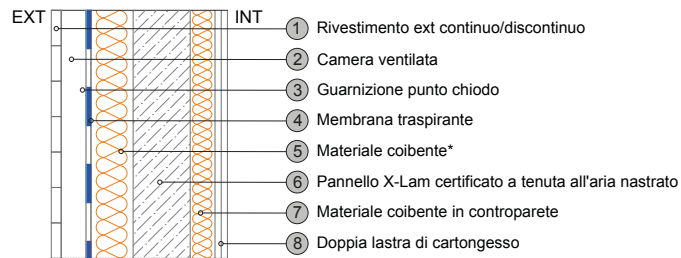 EXT
INT
1 Rivestimento ext continuo/discontinuo
2 Camera ventilata
3 Guarnizione punto chiodo
4 Membrana traspirante
5 Materiale coibente*
6 Pannello X-Lam certificato a tenuta all'aria nastrato
7 Materiale coibente in controparete
8 Doppia lastra di cartongesso